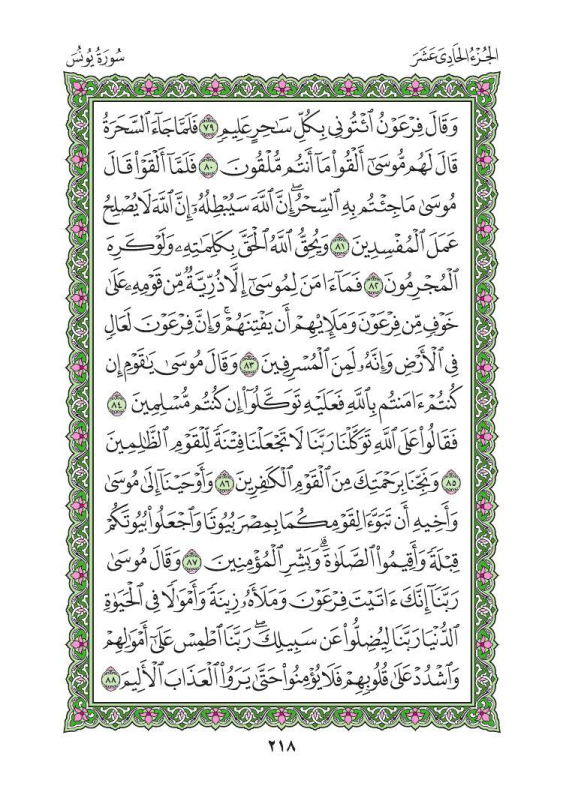 الجُزْءُ الحَادِىَ عَشَرَ
سُورَةُ يُونُسَ
وَقَالَ فِرْعَوْنُ ٱئْتُونِى بِكُلِّ سَٰحِرٍ عَلِيمٍ ٧٩ فَلَمَّا جَآءَ ٱلسَّحَرَةُ
قَالَ لَهُم مُّوسَىٰٓ أَلْقُوا۟ مَآ أَنتُم مُّلْقُونَ ٨٠ فَلَمَّآ أَلْقَوْا۟ قَالَ
مُوسَىٰ مَا جِئْتُم بِهِ ٱلسِّحْرُ ۖ إِنَّ ٱللَّهَ سَيُبْطِلُهُۥٓ ۖ إِنَّ ٱللَّهَ لَا يُصْلِحُ
عَمَلَ ٱلْمُفْسِدِينَ ٨١ وَيُحِقُّ ٱللَّهُ ٱلْحَقَّ بِكَلِمَٰتِهِۦ وَلَوْ كَرِهَ
ٱلْمُجْرِمُونَ ٨٢ فَمَآ ءَامَنَ لِمُوسَىٰٓ إِلَّا ذُرِّيَّةٌ مِّن قَوْمِهِۦ عَلَىٰ
خَوْفٍ مِّن فِرْعَوْنَ وَمَلَإِي۟هِمْ أَن يَفْتِنَهُمْ ۚ وَإِنَّ فِرْعَوْنَ لَعَالٍ
فِى ٱلْأَرْضِ وَإِنَّهُۥ لَمِنَ ٱلْمُسْرِفِينَ ٨٣ وَقَالَ مُوسَىٰ يَٰقَوْمِ إِن
كُنتُمْ ءَامَنتُم بِٱللَّهِ فَعَلَيْهِ تَوَكَّلُوٓا۟ إِن كُنتُم مُّسْلِمِينَ ٨٤
فَقَالُوا۟ عَلَى ٱللَّهِ تَوَكَّلْنَا رَبَّنَا لَا تَجْعَلْنَا فِتْنَةً لِّلْقَوْمِ ٱلظَّٰلِمِينَ
٨٥ وَنَجِّنَا بِرَحْمَتِكَ مِنَ ٱلْقَوْمِ ٱلْكَٰفِرِينَ ٨٦ وَأَوْحَيْنَآ إِلَىٰ مُوسَىٰ
وَأَخِيهِ أَن تَبَوَّءَا لِقَوْمِكُمَا بِمِصْرَ بُيُوتًا وَٱجْعَلُوا۟ بُيُوتَكُمْ
قِبْلَةً وَأَقِيمُوا۟ ٱلصَّلَوٰةَ ۗ وَبَشِّرِ ٱلْمُؤْمِنِينَ ٨٧ وَقَالَ مُوسَىٰ
رَبَّنَآ إِنَّكَ ءَاتَيْتَ فِرْعَوْنَ وَمَلَأَهُۥ زِينَةً وَأَمْوَٰلًا فِى ٱلْحَيَوٰةِ
ٱلدُّنْيَا رَبَّنَا لِيُضِلُّوا۟ عَن سَبِيلِكَ ۖ رَبَّنَا ٱطْمِسْ عَلَىٰٓ أَمْوَٰلِهِمْ
وَٱشْدُدْ عَلَىٰ قُلُوبِهِمْ فَلَا يُؤْمِنُوا۟ حَتَّىٰ يَرَوُا۟ ٱلْعَذَابَ ٱلْأَلِيمَ ٨٨
٢١٨